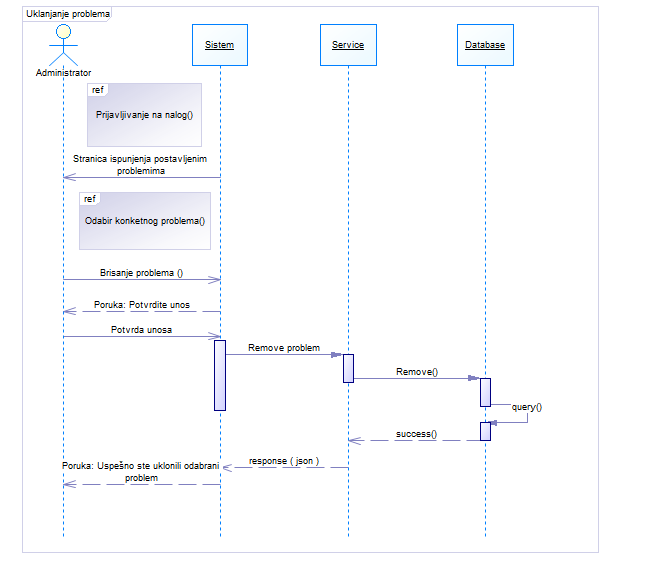 Uklanjanje problema
Administrator
Sistem
Service
Database
ref
Prijavljivanje na nalog()
Stranica ispunjenja postavljenim
problemima
ref
Odabir konketnog problema()
Brisanje problema ()
Poruka: Potvrdite unos
Potvrda unosa
Remove problem
Remove()
query()
success()
response ( json )
Poruka: Uspešno ste uklonili odabrani
problem